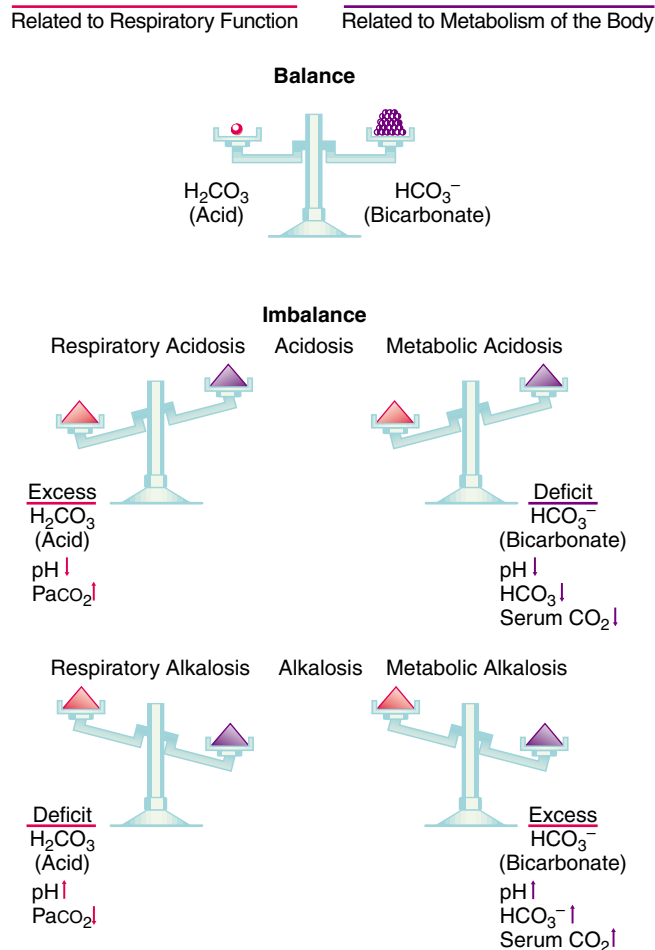 Related to Respiratory Function
Related to Metabolism of the Body
Balance
H₂CO₃
(Acid)
HCO₃⁻
(Bicarbonate)
Imbalance
Respiratory Acidosis
Acidosis
Metabolic Acidosis
Excess
H₂CO₃
(Acid)
pH↓
PaCO₂↑
Deficit
HCO₃⁻
(Bicarbonate)
pH↓
HCO₃↓
Serum CO₂↓
Respiratory Alkalosis
Alkalosis
Metabolic Alkalosis
Deficit
H₂CO₃
(Acid)
pH↑
PaCO₂↓
Excess
HCO₃⁻
(Bicarbonate)
pH↑
HCO₃⁻↑
Serum CO₂↑